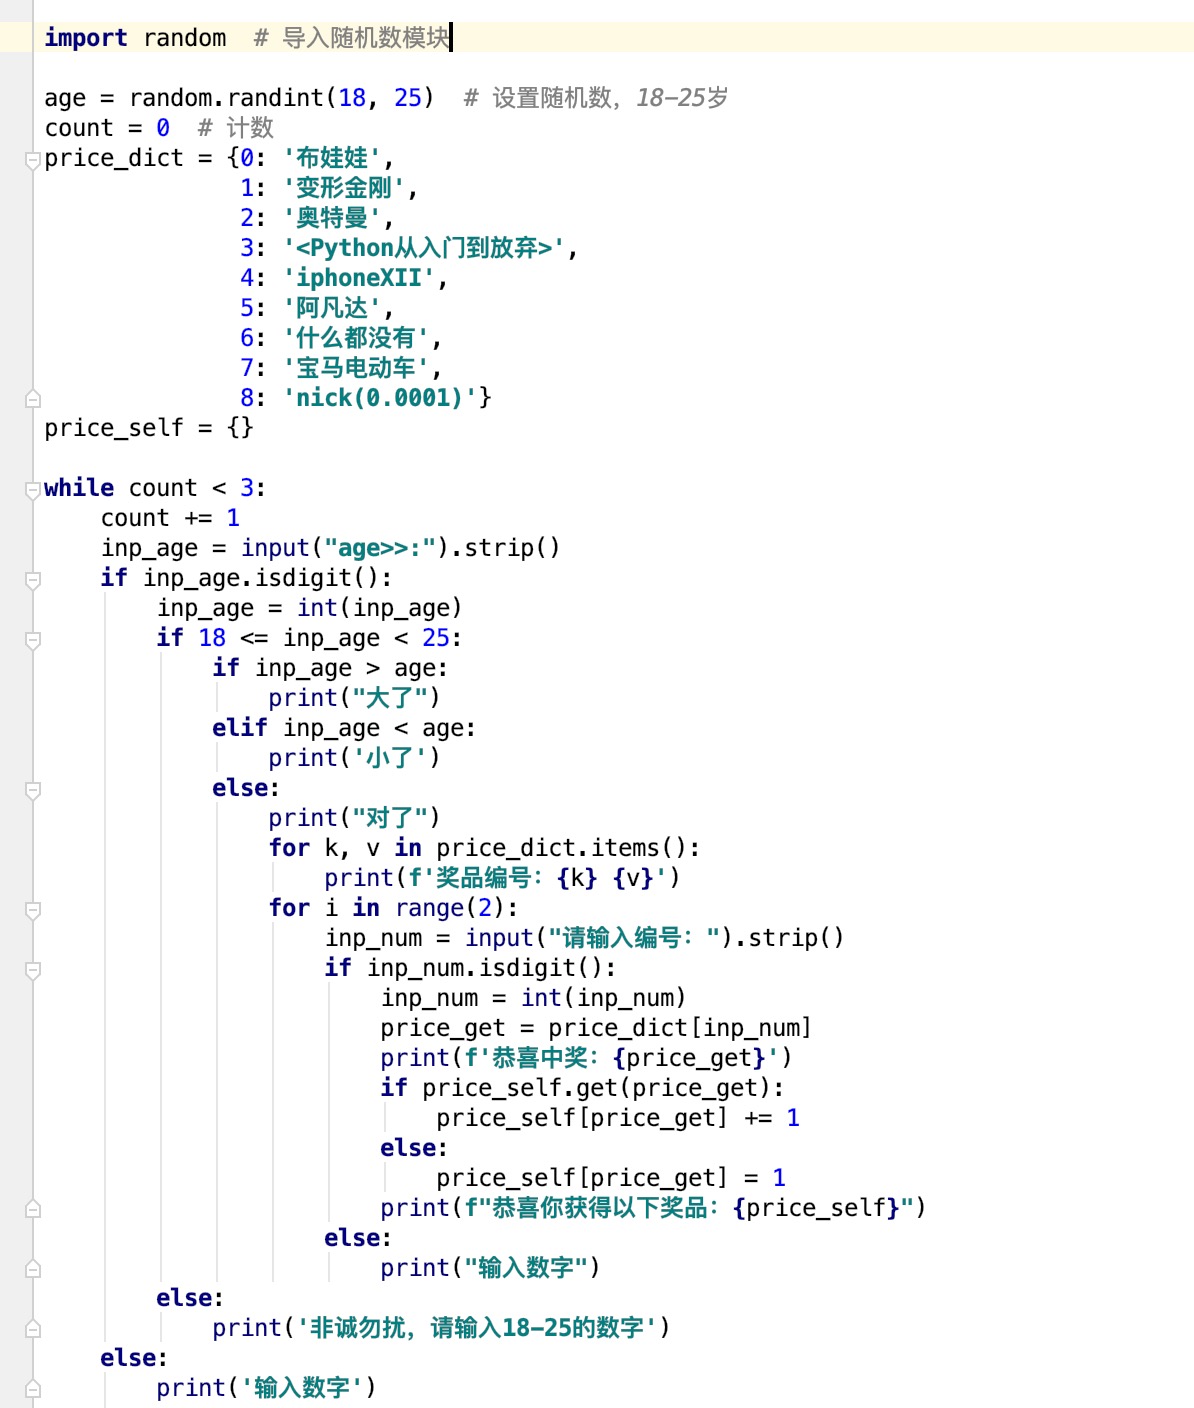 import random  # 导入随机数模块
age = random.randint(18, 25)  # 设置随机数，18-25岁
count = 0  # 计数
price_dict = {0: '布娃娃',
              1: '变形金刚',
              2: '奥特曼',
              3: '<Python从入门到放弃>',
              4: 'iphoneXII',
              5: '阿凡达',
              6: '什么都没有',
              7: '宝马电动车',
              8: 'nick(0.0001)'}
price_self = {}
while count < 3:
    count += 1
    inp_age = input("age>>:").strip()
    if inp_age.isdigit():
        inp_age = int(inp_age)
        if 18 <= inp_age < 25:
            if inp_age > age:
                print("大了")
            elif inp_age < age:
                print('小了')
            else:
                print("对了")
                for k, v in price_dict.items():
                    print(f'奖品编号：{k} {v}')
                for i in range(2):
                    inp_num = input("请输入编号：").strip()
                    if inp_num.isdigit():
                        inp_num = int(inp_num)
                        price_get = price_dict[inp_num]
                        print(f'恭喜中奖：{price_get}')
                        if price_self.get(price_get):
                            price_self[price_get] += 1
                        else:
                            price_self[price_get] = 1
                        print(f"恭喜你获得以下奖品：{price_self}")
                    else:
                        print("输入数字")
        else:
            print('非诚勿扰，请输入18-25的数字')
    else:
        print('输入数字')